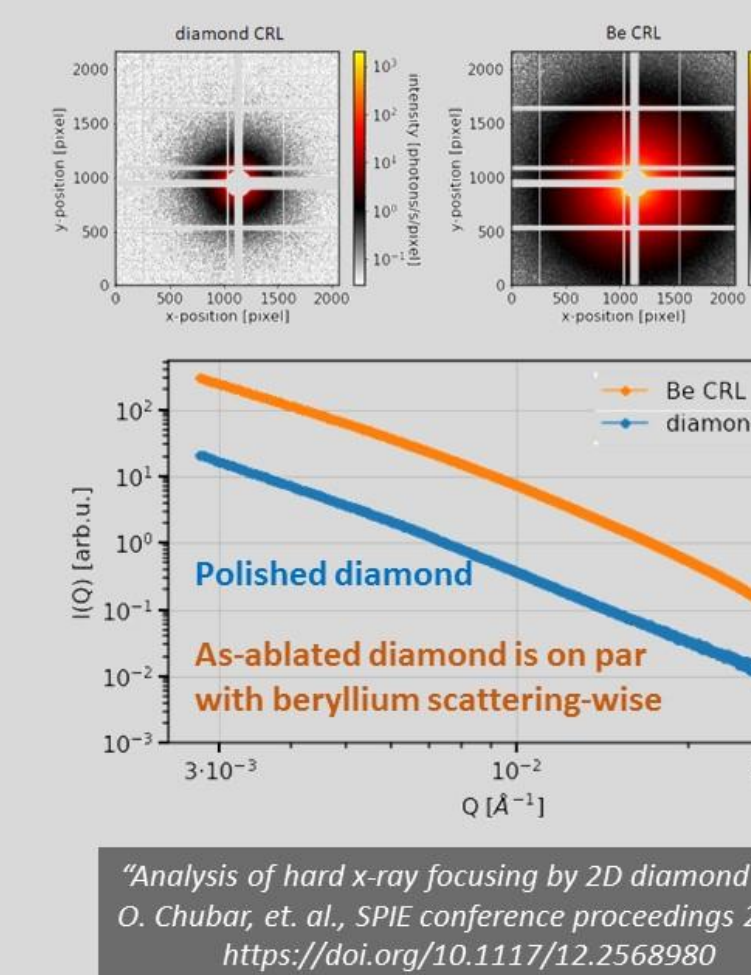 diamond CRL
Be CRL
2000
1500
1000
500
0
y-position [pixel]
0 500 1000 1500 2000
x-position [pixel]
10³
10²
10¹
10⁰
10⁻¹
intensity [photons/s/pixel]
2000
1500
1000
500
0
y-position [pixel]
0 500 1000 1500 2000
x-position [pixel]
10²
10¹
10⁰
10⁻¹
10⁻²
10⁻³
I(Q) [arb.u.]
Be CRL
diamon
Polished diamond
As-ablated diamond is on par
with beryllium scattering-wise
3·10⁻³ 10⁻²
Q [Å⁻¹]
“Analysis of hard x-ray focusing by 2D diamond
O. Chubar, et. al., SPIE conference proceedings
https://doi.org/10.1117/12.2568980